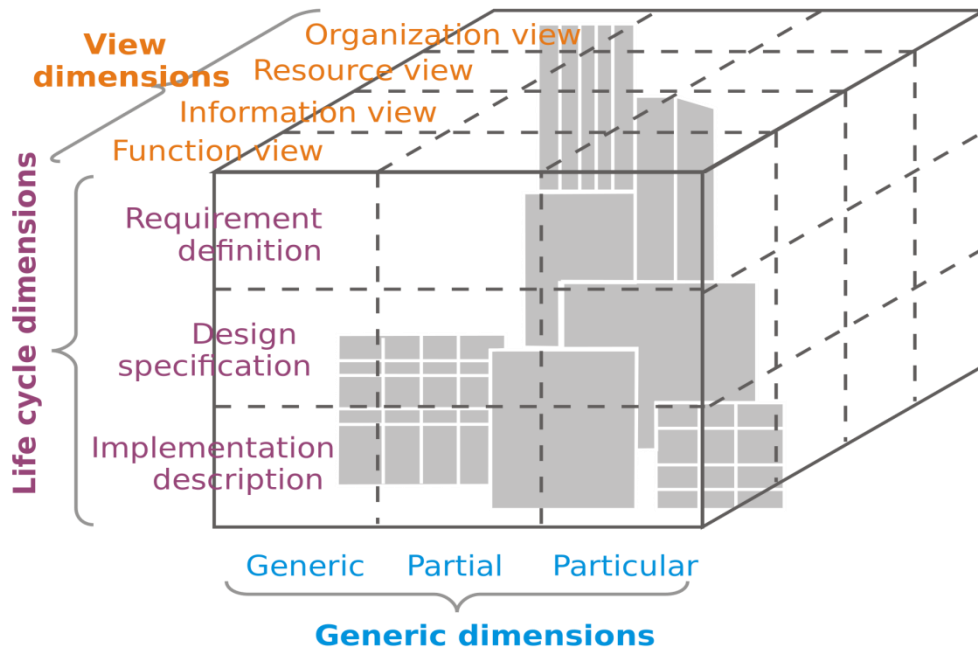 View
dimensions
Organization view
Resource view
Information view
Function view
Life cycle dimensions
Requirement
definition
Design
specification
Implementation
description
Generic Partial Particular
Generic dimensions